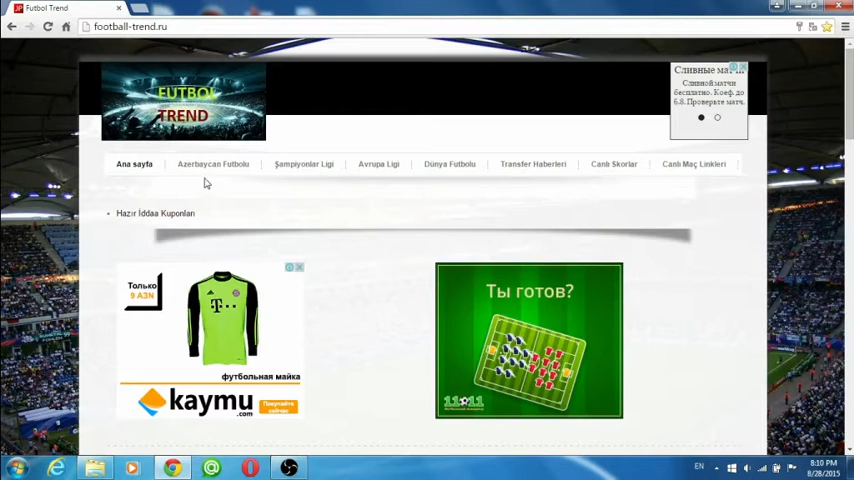 Futbol Trend
football-trend.ru
FUTBOL
TREND
Сливные мат
Сливной матчи
бесплатно. Коеф. до
6.8. Проверьте матч.
Ana sayfa
Azerbaycan Futbolu
Şampiyonlar Ligi
Avrupa Ligi
Dünya Futbolu
Transfer Haberleri
Canlı Skorlar
Canlı Maç Linkleri
Hazır İddaa Kuponları
Только
9 AZN
футбольная майка
kaymu
.com
Покупайте
сейчас
Ты готов?
11x11
EN
8:10 PM
8/28/2015